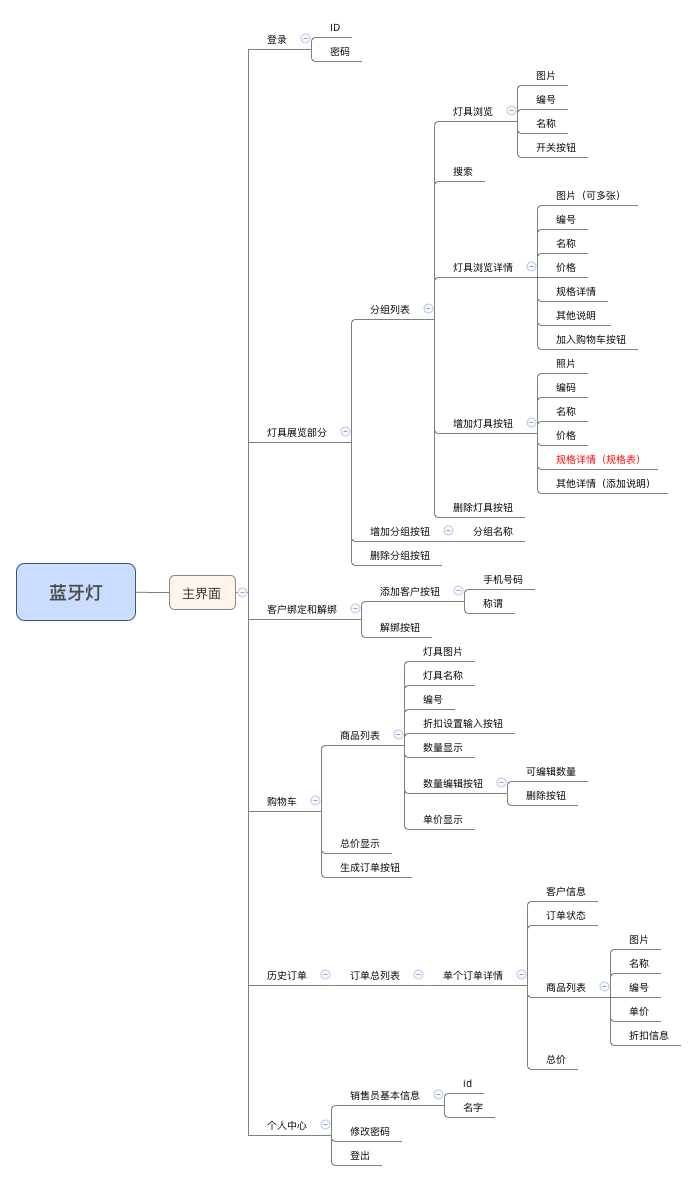 蓝牙灯
主界面
登录
ID
密码
灯具展览部分
分组列表
灯具浏览
图片
编号
名称
开关按钮
搜索
灯具浏览详情
图片（可多张）
编号
名称
价格
规格详情
其他说明
加入购物车按钮
增加灯具按钮
照片
编码
名称
价格
规格详情（规格表）
其他详情（添加说明）
删除灯具按钮
增加分组按钮
分组名称
删除分组按钮
客户绑定和解绑
添加客户按钮
手机号码
称谓
解绑按钮
购物车
商品列表
灯具图片
灯具名称
编号
折扣设置输入按钮
数量显示
数量编辑按钮
可编辑数量
删除按钮
单价显示
总价显示
生成订单按钮
历史订单
订单总列表
单个订单详情
客户信息
订单状态
商品列表
图片
名称
编号
单价
折扣信息
总价
个人中心
销售员基本信息
id
名字
修改密码
登出